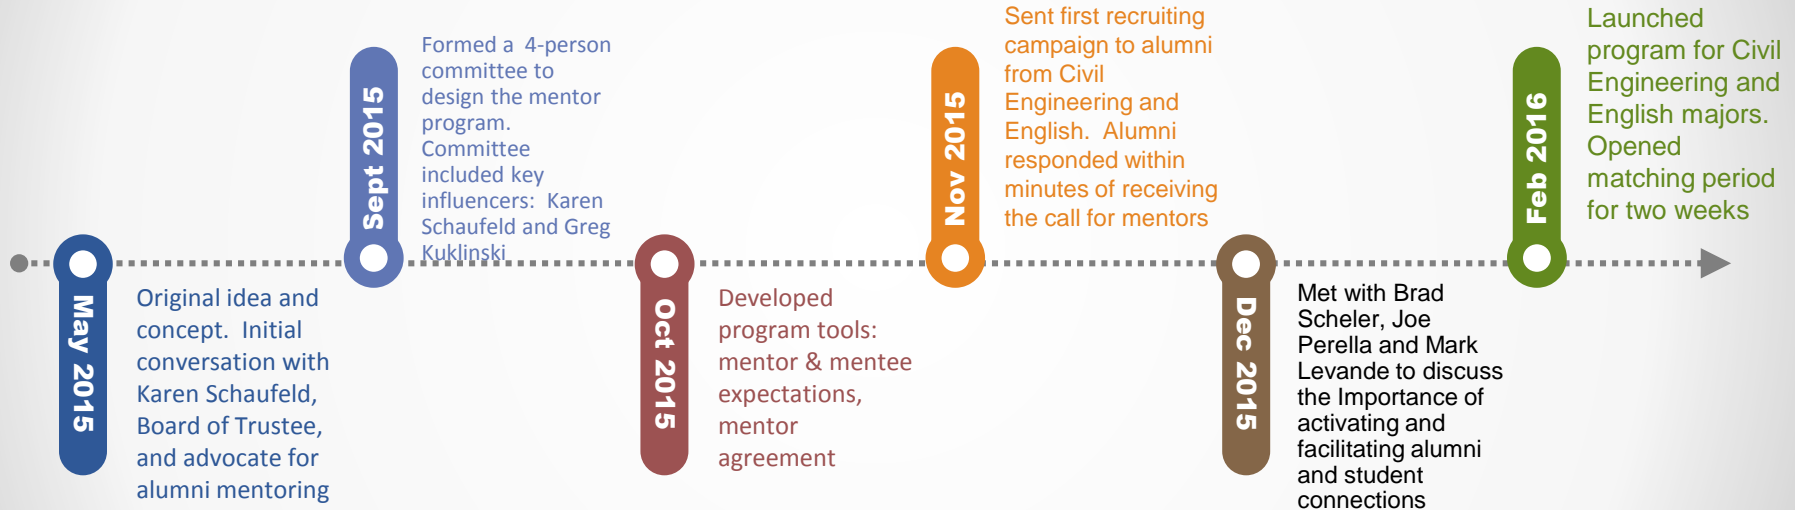 May 2015
Original idea and
concept.  Initial
conversation with
Karen Schaufeld,
Board of Trustee,
and advocate for
alumni mentoring
Sept 2015
Formed a  4-person
committee to
design the mentor
program.
Committee
included key
influencers:  Karen
Schaufeld and Greg
Kuklinski
Oct 2015
Developed
program tools:
mentor & mentee
expectations,
mentor
agreement
Nov 2015
Sent first recruiting
campaign to alumni
from Civil
Engineering and
English.  Alumni
responded within
minutes of receiving
the call for mentors
Dec 2015
Met with Brad
Scheler, Joe
Perella and Mark
Levande to discuss
the Importance of
activating and
facilitating alumni
and student
connections
Feb 2016
Launched
program for Civil
Engineering and
English majors.
Opened
matching period
for two weeks